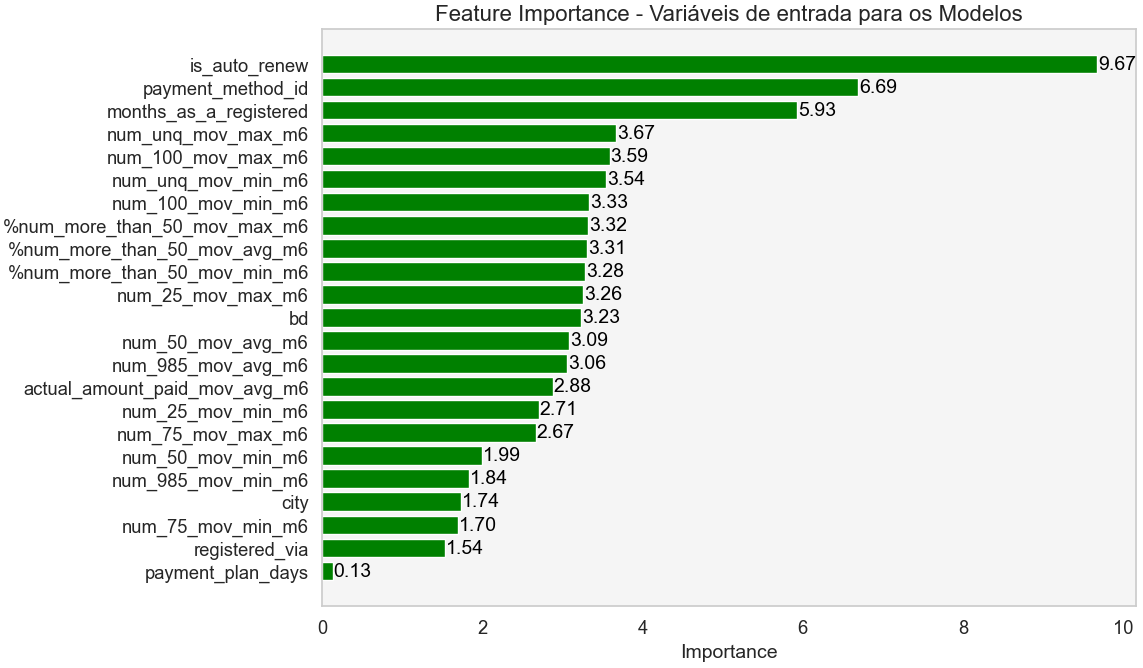 Feature Importance - Variáveis de entrada para os Modelos
is_auto_renew 9.67
payment_method_id 6.69
months_as_a_registered 5.93
num_unq_mov_max_m6 3.67
num_100_mov_max_m6 3.59
num_unq_mov_min_m6 3.54
num_100_mov_min_m6 3.33
%num_more_than_50_mov_max_m6 3.32
%num_more_than_50_mov_avg_m6 3.31
%num_more_than_50_mov_min_m6 3.28
num_25_mov_max_m6 3.26
bd 3.23
num_50_mov_avg_m6 3.09
num_985_mov_avg_m6 3.06
actual_amount_paid_mov_avg_m6 2.88
num_25_mov_min_m6 2.71
num_75_mov_max_m6 2.67
num_50_mov_min_m6 1.99
num_985_mov_min_m6 1.84
city 1.74
num_75_mov_min_m6 1.70
registered_via 1.54
payment_plan_days 0.13
0 2 4 6 8 10
Importance